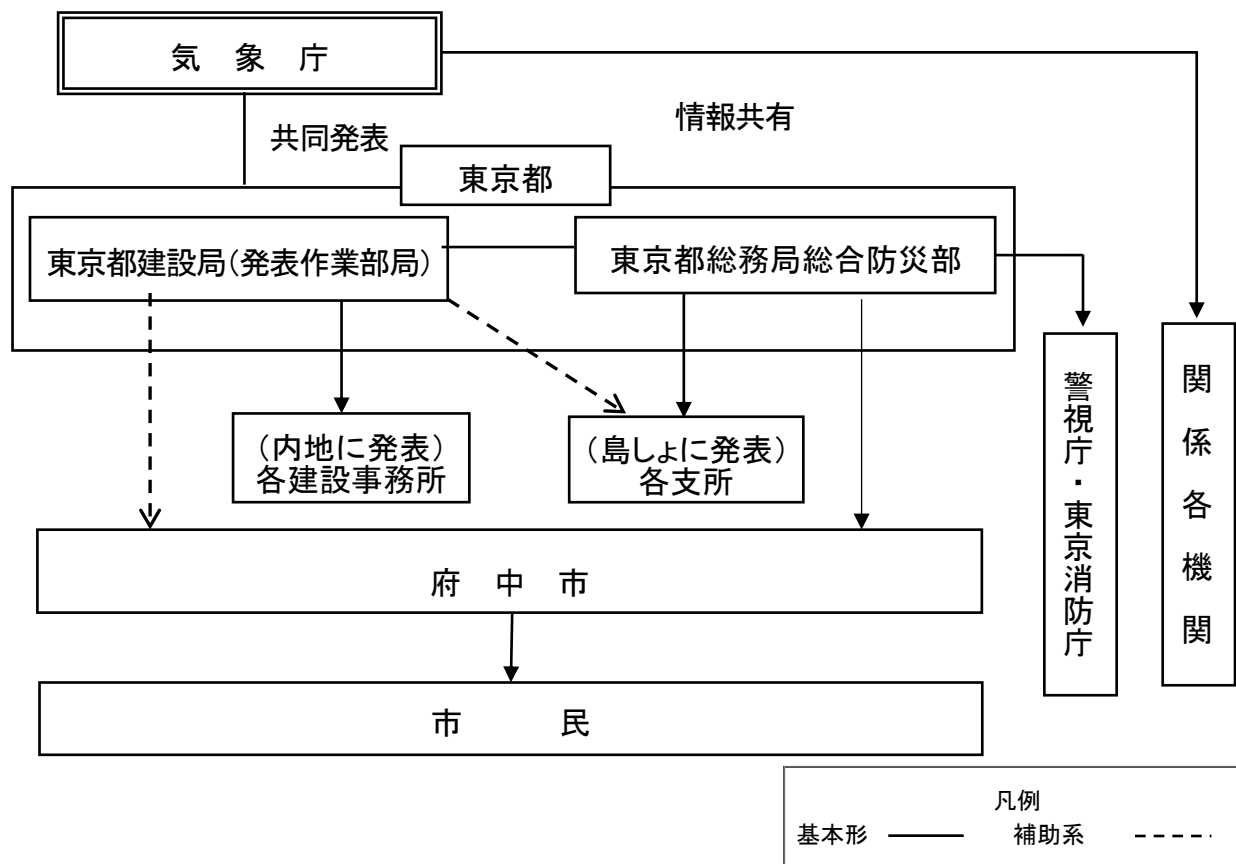 気象庁
共同発表
情報共有
東京都
東京都建設局(発表作業部局)
東京都総務局総合防災部
(内地に発表)
各建設事務所
(島しょに発表)
各支所
警視庁・東京消防庁
関係各機関
府中市
市民
凡例
基本形 補助系